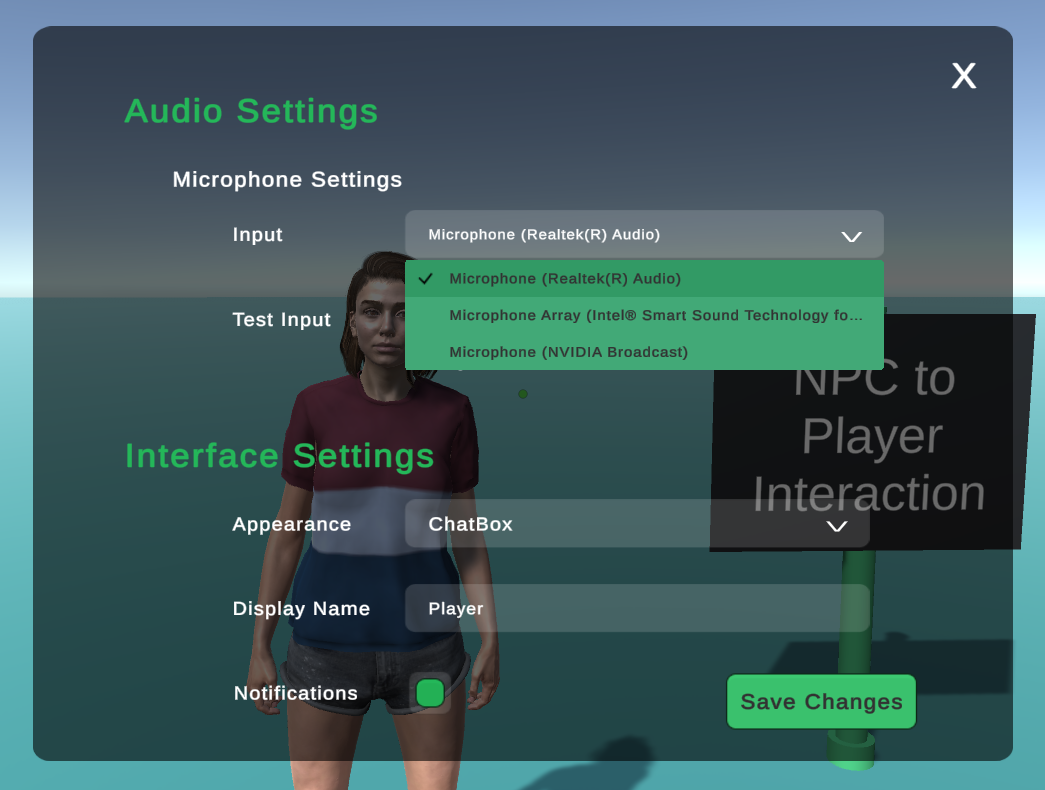 X
Audio Settings
Microphone Settings
Input
Microphone (Realtek(R) Audio)
Microphone (Realtek(R) Audio)
Test Input
Microphone Array (Intel® Smart Sound Technology fo...
Microphone (NVIDIA Broadcast)
NPC to
Player
Interaction
Interface Settings
Appearance
ChatBox
Display Name
Player
Notifications
Save Changes